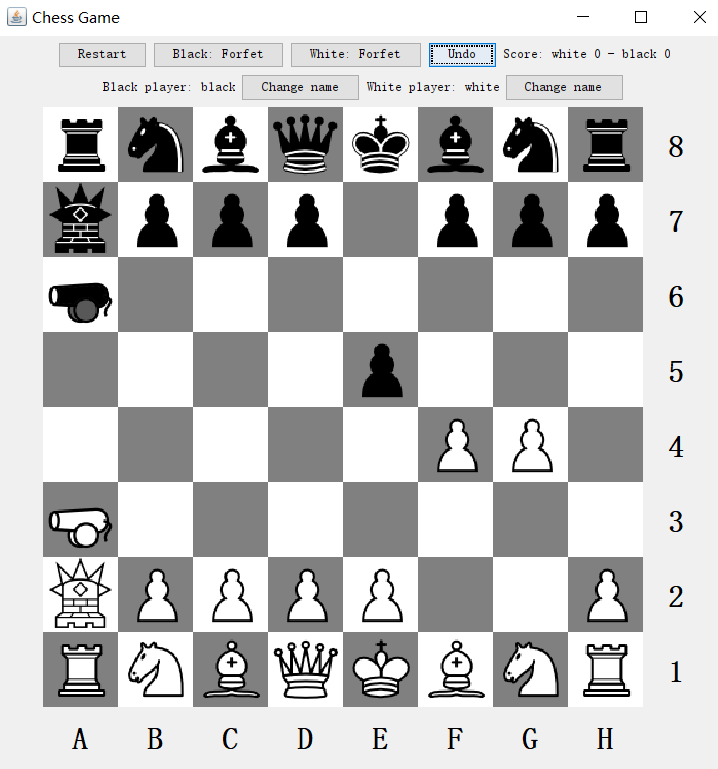 Chess Game
Restart Black: Forfet White: Forfet Undo Score: white 0 - black 0
Black player: black Change name White player: white Change name
8
7
6
5
4
3
2
1
A B C D E F G H